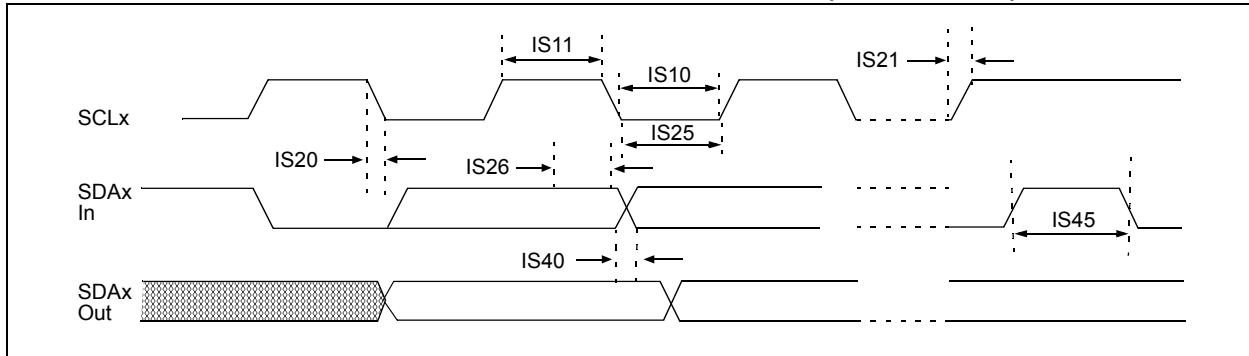 IS11
IS21
IS10
SCLx
IS25
IS20
IS26
SDAx
In
IS45
IS40
SDAx
Out